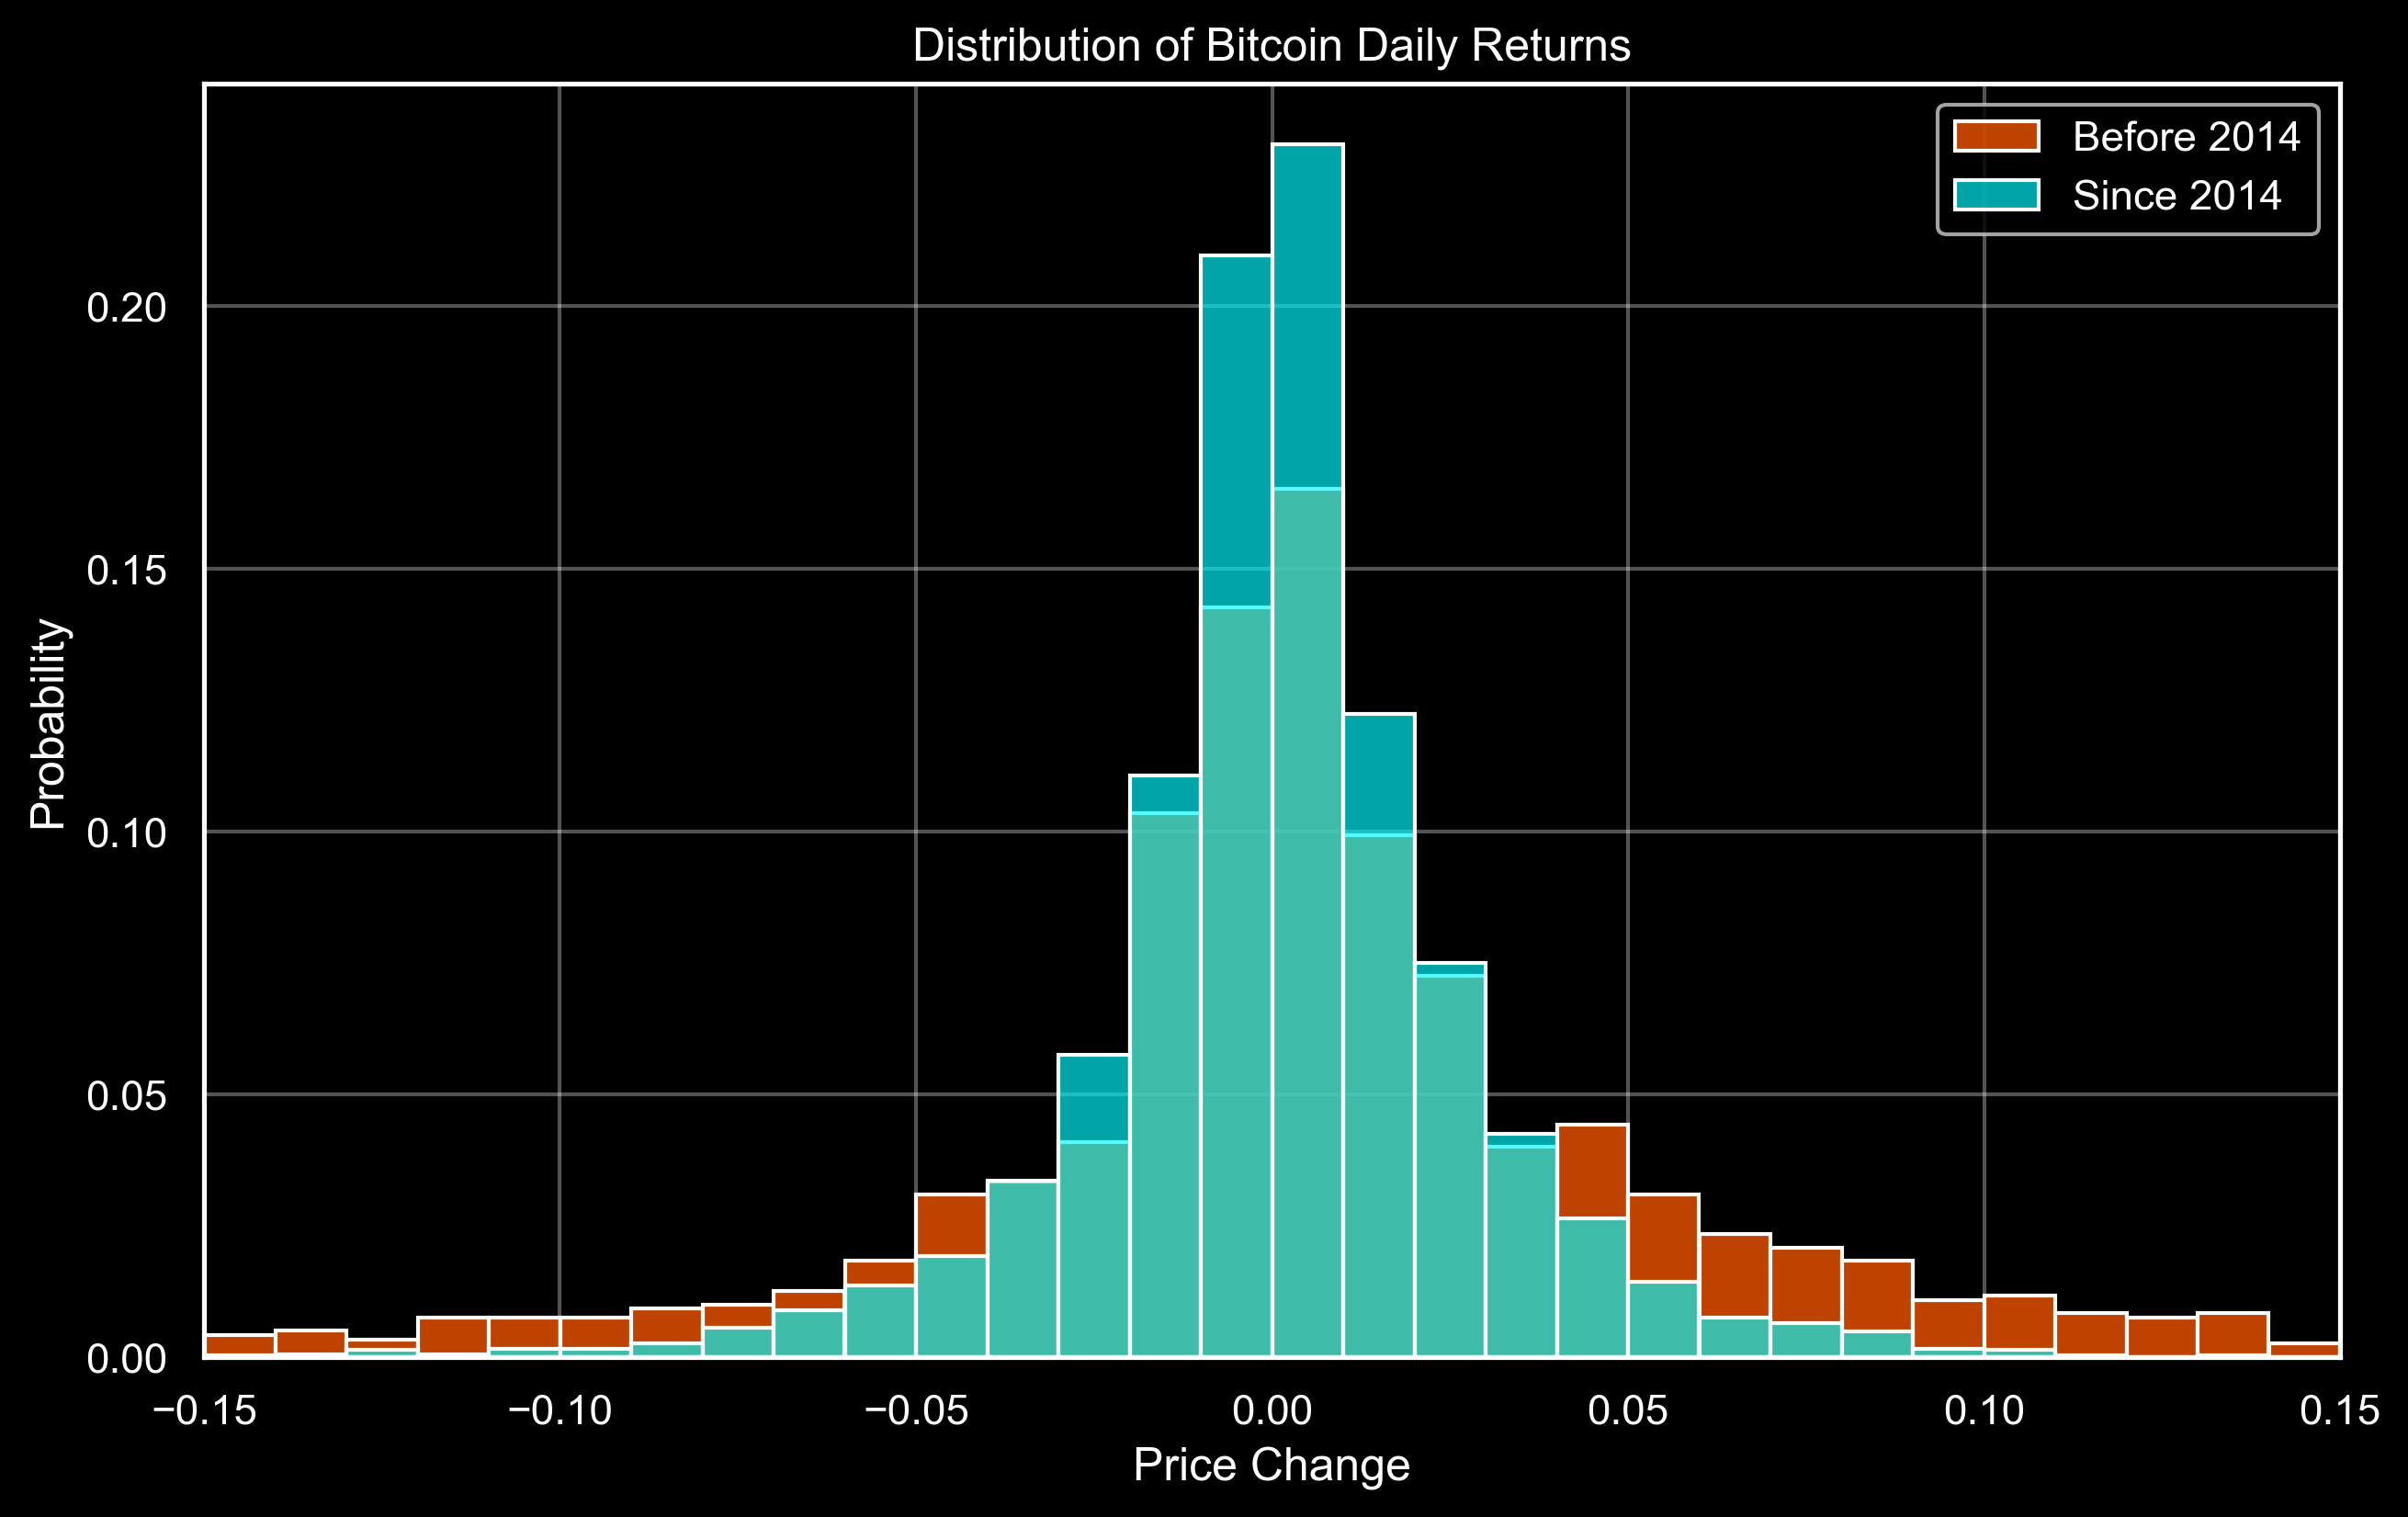 Distribution of Bitcoin Daily Returns
Before 2014
Since 2014
Probability
0.20
0.15
0.10
0.05
0.00
−0.15
−0.10
−0.05
0.00
0.05
0.10
0.15
Price Change